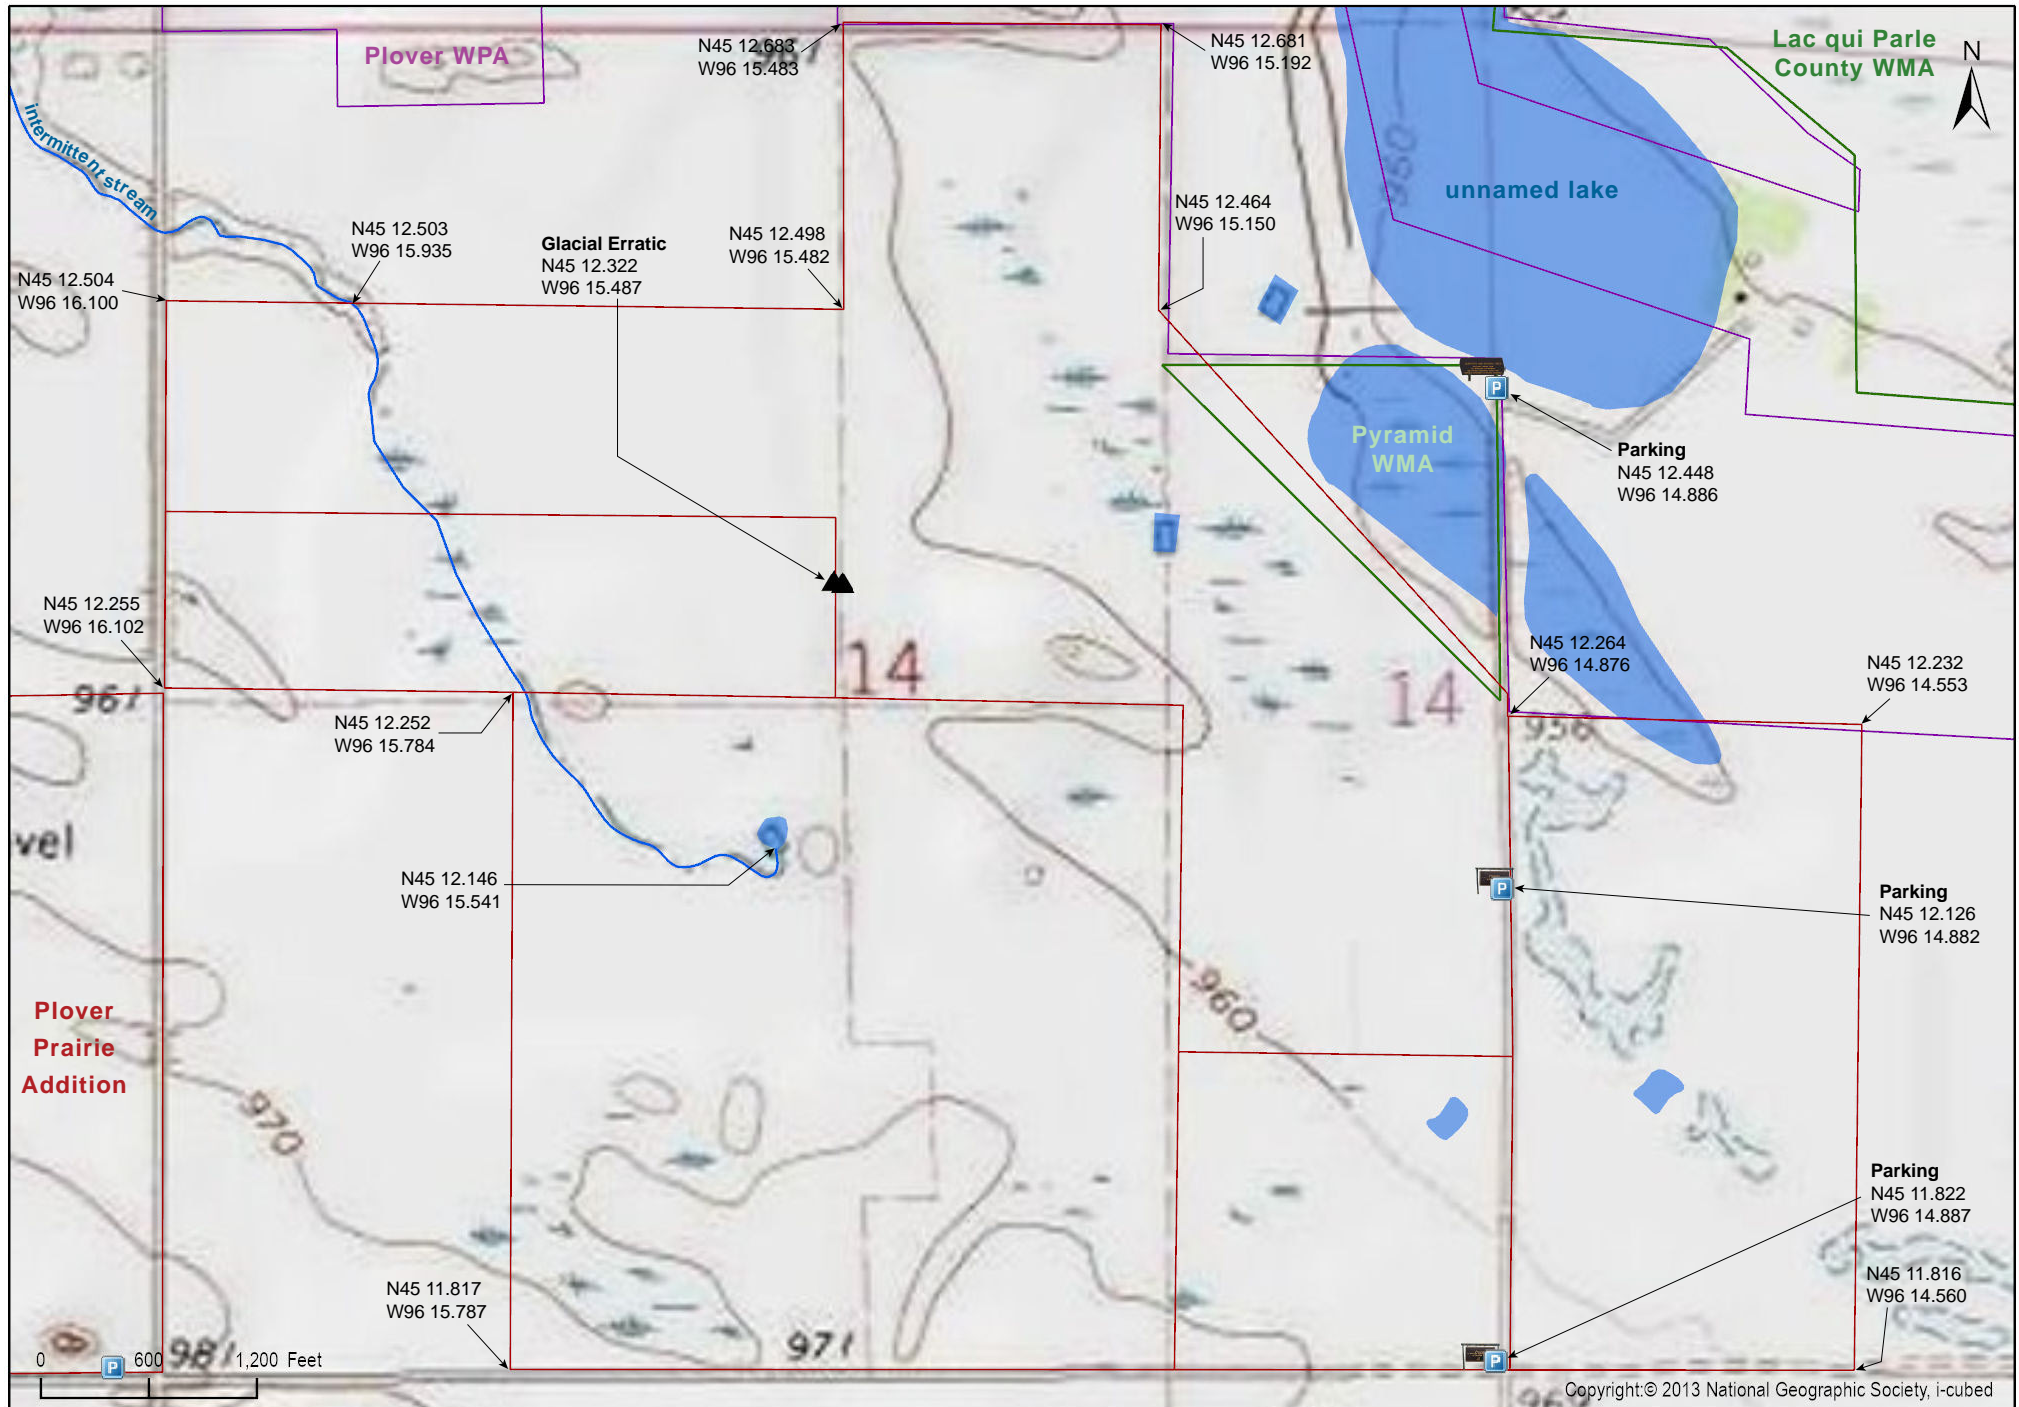 Plover WPA
N45 12.683
W96 15.483
N45 12.681
W96 15.192
Lac qui Parle
County WMA
N
intermittent stream
950
unnamed lake
N45 12.464
W96 15.150
N45 12.503
W96 15.935
Glacial Erratic
N45 12.322
W96 15.487
N45 12.498
W96 15.482
N45 12.504
W96 16.100
P
Pyramid
WMA
Parking
N45 12.448
W96 14.886
N45 12.255
W96 16.102
14
14
N45 12.264
W96 14.876
N45 12.232
W96 14.553
961
N45 12.252
W96 15.784
956
vel
N45 12.146
W96 15.541
P
Parking
N45 12.126
W96 14.882
960
Plover
Prairie
Addition
970
Parking
N45 11.822
W96 14.887
N45 11.817
W96 15.787
N45 11.816
W96 14.560
971
981
P
0 600 1,200 Feet
P
969
Copyright:© 2013 National Geographic Society, i-cubed